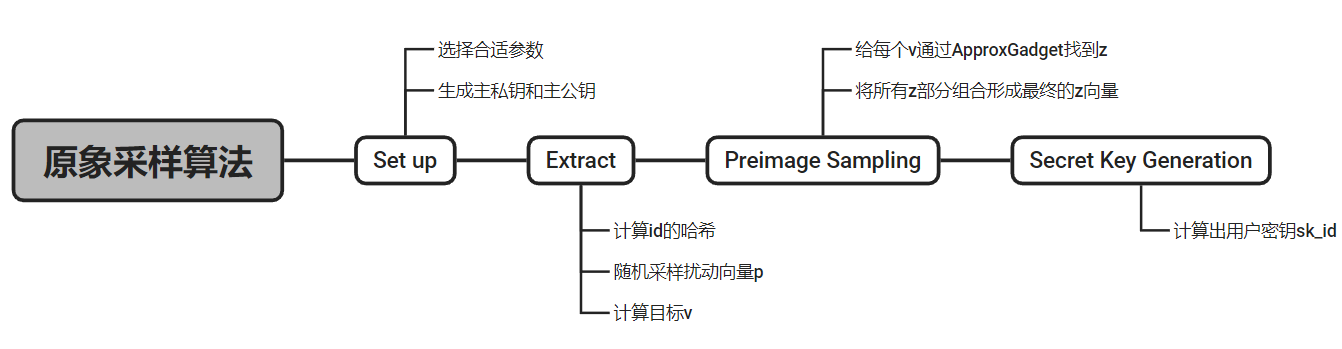 原象采样算法
Set up
选择合适参数
生成主私钥和主公钥
Extract
计算id的哈希
随机采样扰动向量p
计算目标v
Preimage Sampling
给每个v通过ApproxGadget找到z
将所有z部分组合形成最终的z向量
Secret Key Generation
计算出用户密钥sk_id